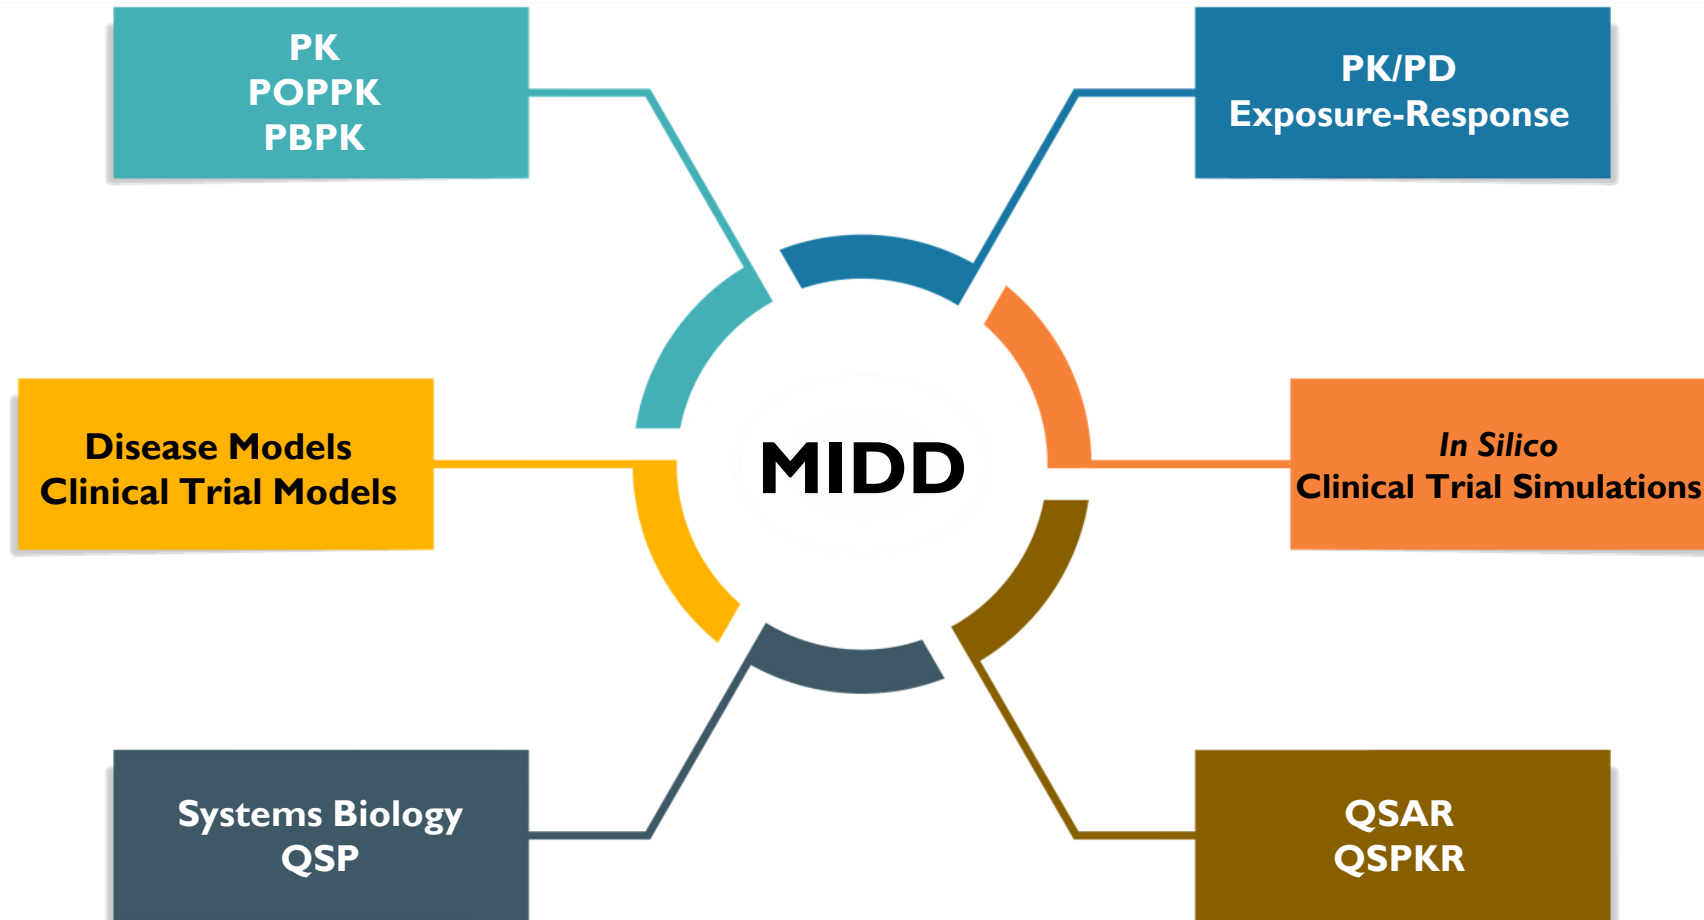 PK
POPPK
PBPK
PK/PD
Exposure-Response
Disease Models
Clinical Trial Models
MIDD
In Silico
Clinical Trial Simulations
Systems Biology
QSP
QSAR
QSPKR